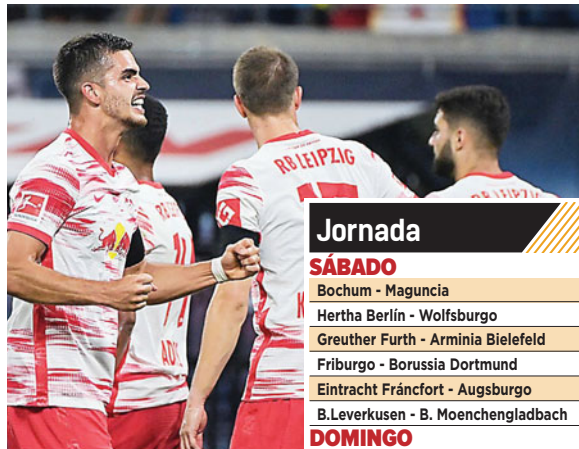 RB LEIPZIG
Jornada
SÁBADO
Bochum - Maguncia
Hertha Berlín - Wolfsburgo
Greuther Furth - Arminia Bielefeld
Friburgo - Borussia Dortmund
Eintracht Fráncfort - Augsburgo
B.Leverkusen - B. Moenchengladbach
DOMINGO